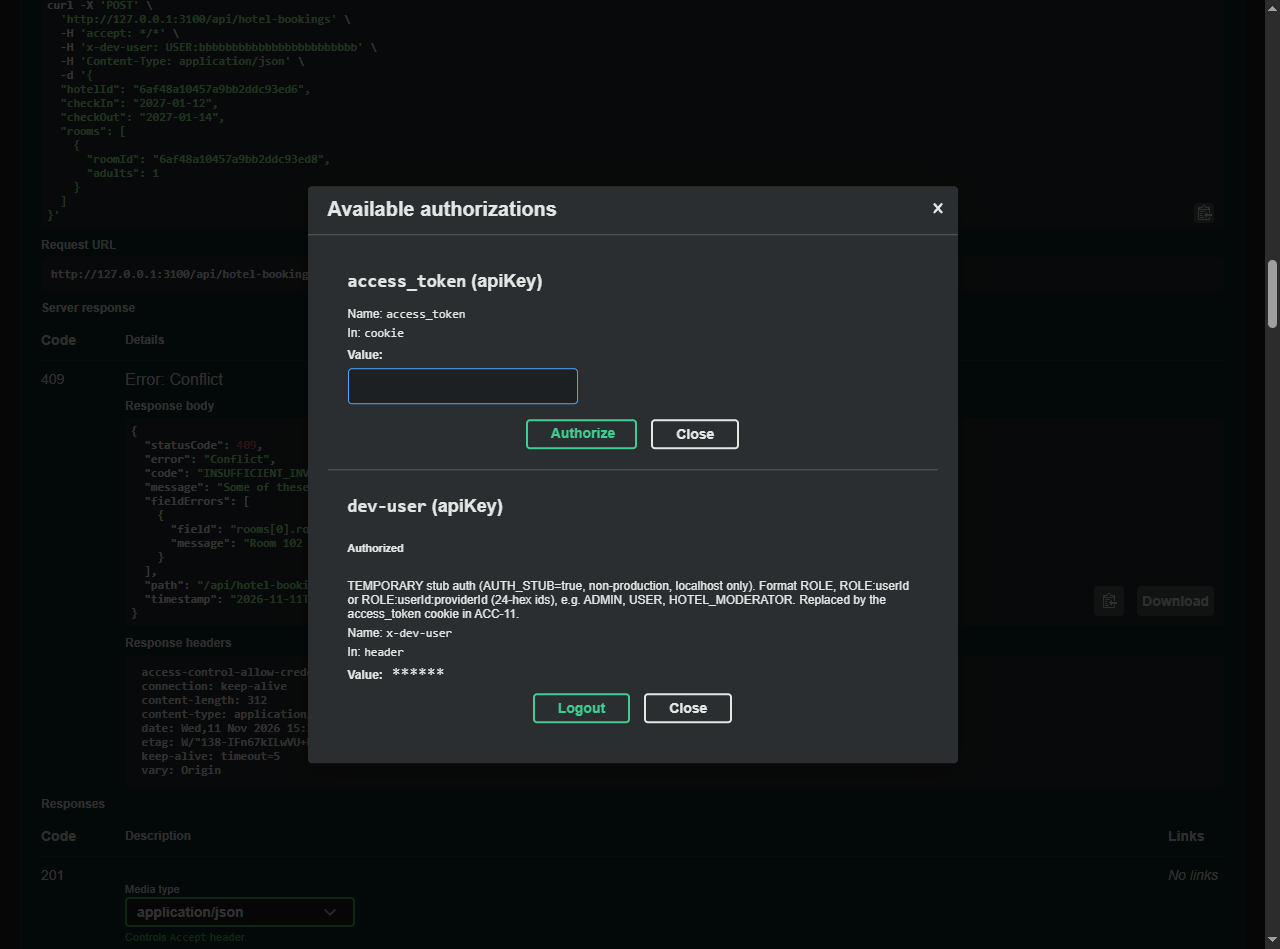 curl -X 'POST' \
'http://127.0.0.1:3100/api/hotel-bookings' \
-H 'accept: */*' \
-H 'x-dev-user: USER:bbbbbbbbbbbbbbbbbbbbbbbb' \
-H 'Content-Type: application/json' \
-d '{
"hotelId": "6af48a10457a9bb2ddc93ed6",
"checkIn": "2027-01-12",
"checkOut": "2027-01-14",
"rooms": [
{
"roomId": "6af48a10457a9bb2ddc93ed8",
"adults": 1
}
]
}'
Request URL
http://127.0.0.1:3100/api/hotel-booking
Server response
Code Details
409 Error: Conflict
Response body
{
"statusCode": 409,
"error": "Conflict",
"code": "INSUFFICIENT_INV
"message": "Some of these
"fieldErrors": [
{
"field": "rooms[0].ro
"message": "Room 102
}
],
"path": "/api/hotel-booki
"timestamp": "2026-11-11T
}
Download
Response headers
access-control-allow-crede
connection: keep-alive
content-length: 312
content-type: application/
date: Wed,11 Nov 2026 15:
etag: W/"138-IFn67kILwVU+
keep-alive: timeout=5
vary: Origin
Responses
Code Description Links
201 No links
Media type
application/json
Controls Accept header.
Available authorizations
access_token (apiKey)
Name: access_token
In: cookie
Value:
Authorize Close
dev-user (apiKey)
Authorized
TEMPORARY stub auth (AUTH_STUB=true, non-production, localhost only). Format ROLE, ROLE:userId
or ROLE:userId:providerId (24-hex ids), e.g. ADMIN, USER, HOTEL_MODERATOR. Replaced by the
access_token cookie in ACC-11.
Name: x-dev-user
In: header
Value: ******
Logout Close